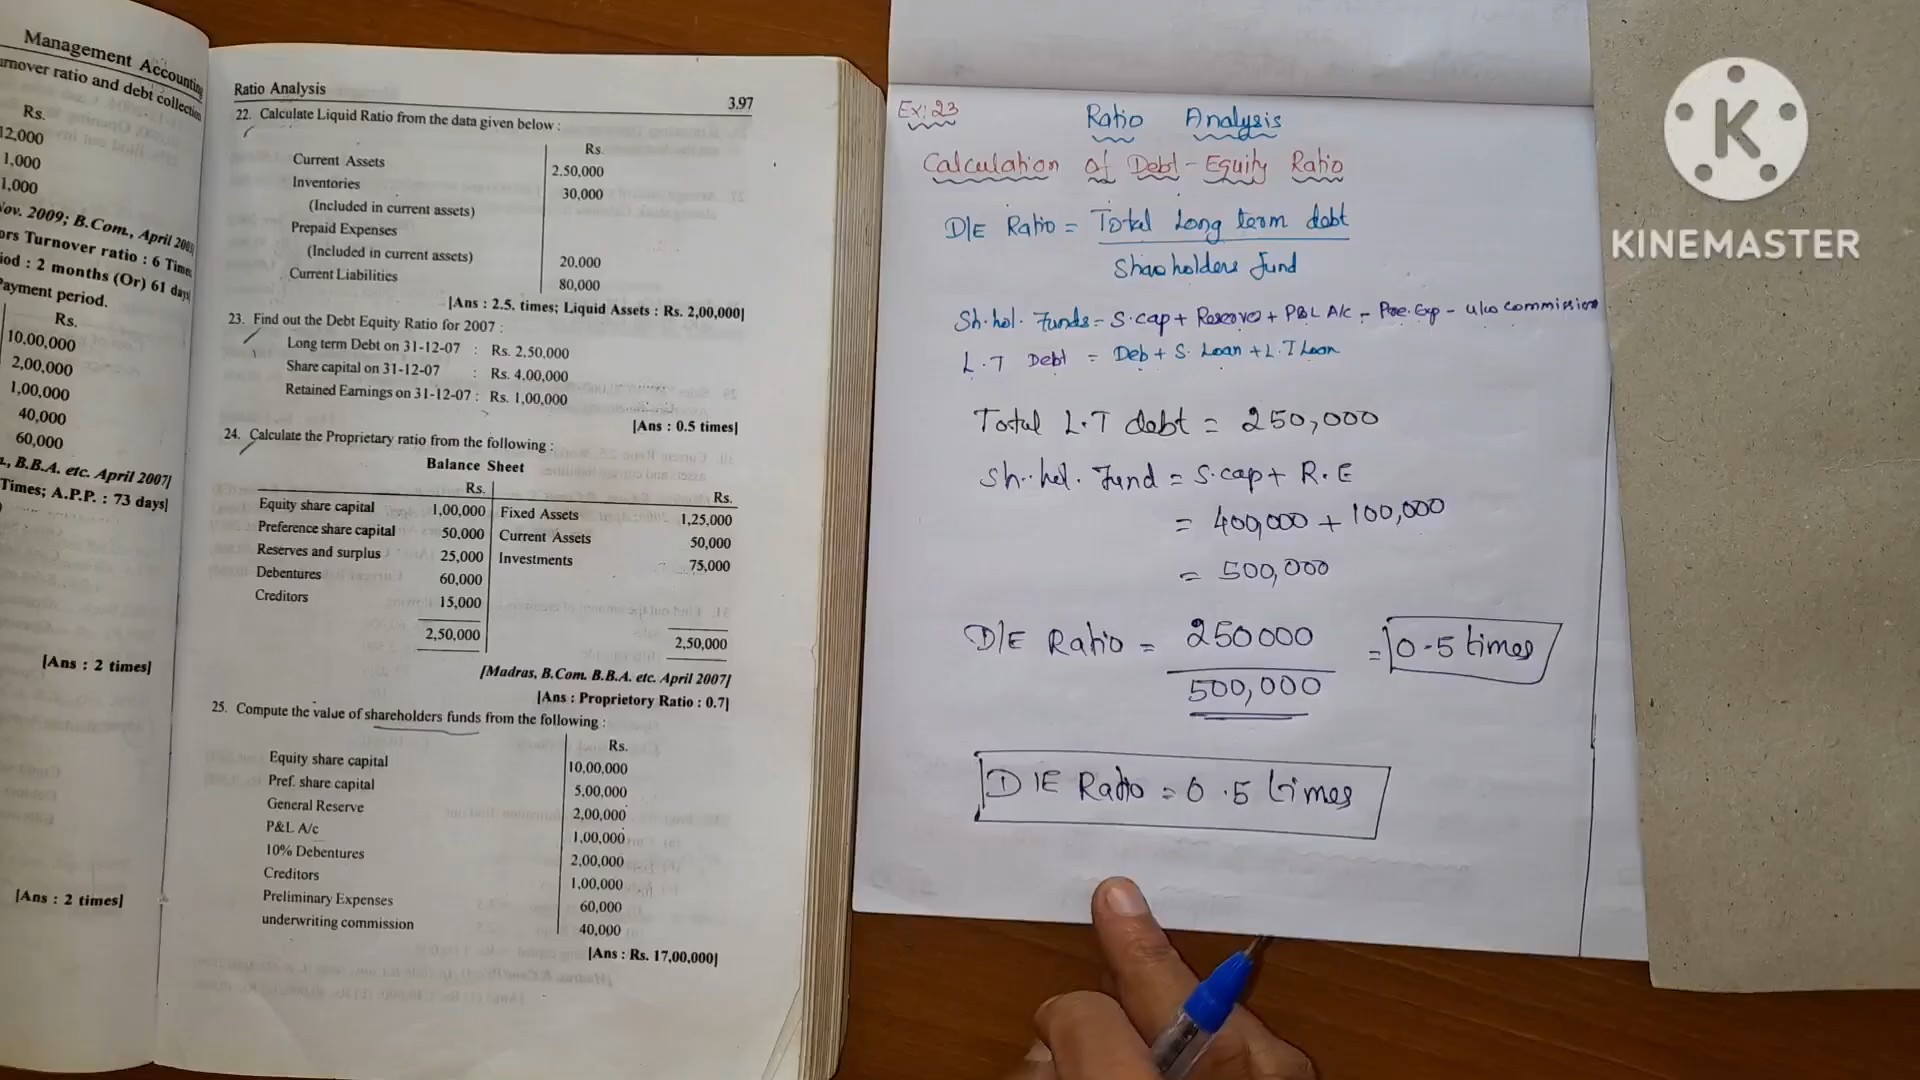 Management Accounting
turnover ratio and debt collection
Rs.
12,000
1,000
1,000
Nov. 2009; B.Com., April
ors Turnover ratio : 6 Times
iod : 2 months (Or) 61 days
Payment period.
Rs.
10,00,000
2,00,000
1,00,000
40,000
60,000
B.B.A. etc. April 2007]
Times; A.P.P. : 73 days]
[Ans : 2 times]
[Ans : 2 times]
Ratio Analysis 3.97
22. Calculate Liquid Ratio from the data given below :
Rs.
Current Assets 2,50,000
Inventories 30,000
(Included in current assets)
Prepaid Expenses
(Included in current assets) 20,000
Current Liabilities 80,000
[Ans : 2.5. times; Liquid Assets : Rs. 2,00,000]
23. Find out the Debt Equity Ratio for 2007 :
Long term Debt on 31-12-07 : Rs. 2,50,000
Share capital on 31-12-07 : Rs. 4,00,000
Retained Earnings on 31-12-07 : Rs. 1,00,000
[Ans : 0.5 times]
24. Calculate the Proprietary ratio from the following :
Balance Sheet
Rs. Rs.
Equity share capital 1,00,000 Fixed Assets 1,25,000
Preference share capital 50,000 Current Assets 50,000
Reserves and surplus 25,000 Investments 75,000
Debentures 60,000
Creditors 15,000
2,50,000 2,50,000
[Madras, B.Com. B.B.A. etc. April 2007]
[Ans : Proprietory Ratio : 0.7]
25. Compute the value of shareholders funds from the following :
Rs.
Equity share capital 10,00,000
Pref. share capital 5,00,000
General Reserve 2,00,000
P&L A/c 1,00,000
10% Debentures 2,00,000
Creditors 1,00,000
Preliminary Expenses 60,000
underwriting commission 40,000
[Ans : Rs. 17,00,000]
Ex: 23 Ratio Analysis
Calculation of Debt-Equity Ratio
D/E Ratio = Total Long term debt
Shareholders Fund
Sh.hol. Funds = S.cap + Reserves + P&L A/c - Pre.Exp - U/w commission
L.T Debt = Deb + S. Loan + L.T Loan
Total L.T debt = 250,000
Sh.hol. Fund = S.cap + R.E
= 400,000 + 100,000
= 500,000
D/E Ratio = 250000 = 0.5 times
500,000
D/E Ratio = 0.5 times
K
KINEMASTER